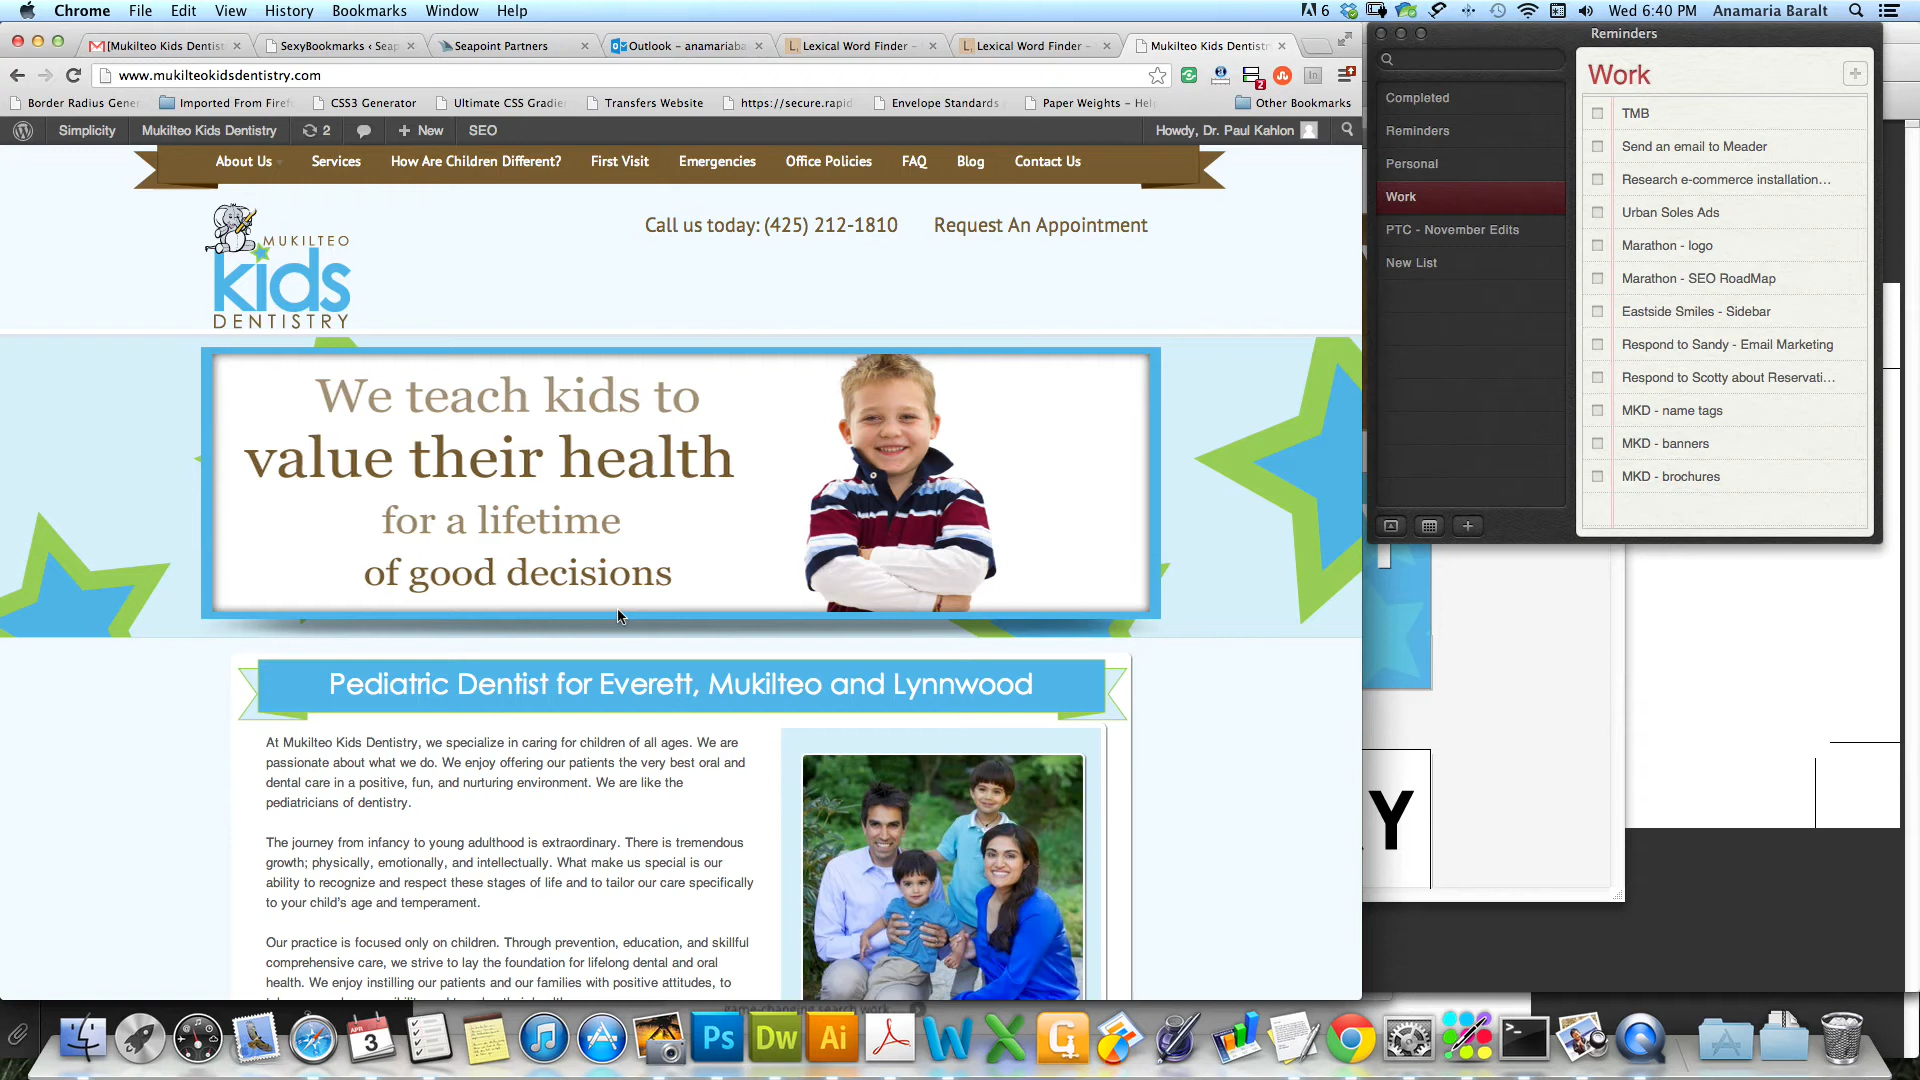 Chrome File Edit View History Bookmarks Window Help
6 Wed 6:40 PM Anamaria Baralt
[Mukilteo Kids Dentist
SexyBookmarks ‹ Seap
Seapoint Partners
Outlook – anamariaba
Lexical Word Finder –
Lexical Word Finder –
Mukilteo Kids Dentistr
www.mukilteokidsdentistry.com
2
Border Radius Gene
Imported From Firef
CSS3 Generator
Ultimate CSS Gradie
Transfers Website
https://secure.rapid
Envelope Standards
Paper Weights – Hel
Other Bookmarks
Simplicity Mukilteo Kids Dentistry 2 New SEO
Howdy, Dr. Paul Kahlon
About Us Services How Are Children Different? First Visit Emergencies Office Policies FAQ Blog Contact Us
MUKILTEO
kids
DENTISTRY
Call us today: (425) 212-1810 Request An Appointment
We teach kids to
value their health
for a lifetime
of good decisions
Pediatric Dentist for Everett, Mukilteo and Lynnwood
At Mukilteo Kids Dentistry, we specialize in caring for children of all ages. We are
passionate about what we do. We enjoy offering our patients the very best oral and
dental care in a positive, fun, and nurturing environment. We are like the
pediatricians of dentistry.
The journey from infancy to young adulthood is extraordinary. There is tremendous
growth; physically, emotionally, and intellectually. What make us special is our
ability to recognize and respect these stages of life and to tailor our care specifically
to your child's age and temperament.
Our practice is focused only on children. Through prevention, education, and skillful
comprehensive care, we strive to lay the foundation for lifelong dental and oral
health. We enjoy instilling our patients and our families with positive attitudes, to
Reminders
Completed
Reminders
Personal
Work
PTC - November Edits
New List
Work
TMB
Send an email to Meader
Research e-commerce installation...
Urban Soles Ads
Marathon - logo
Marathon - SEO RoadMap
Eastside Smiles - Sidebar
Respond to Sandy - Email Marketing
Respond to Scotty about Reservati...
MKD - name tags
MKD - banners
MKD - brochures
Y
APR
3
Ps
Dw
Ai